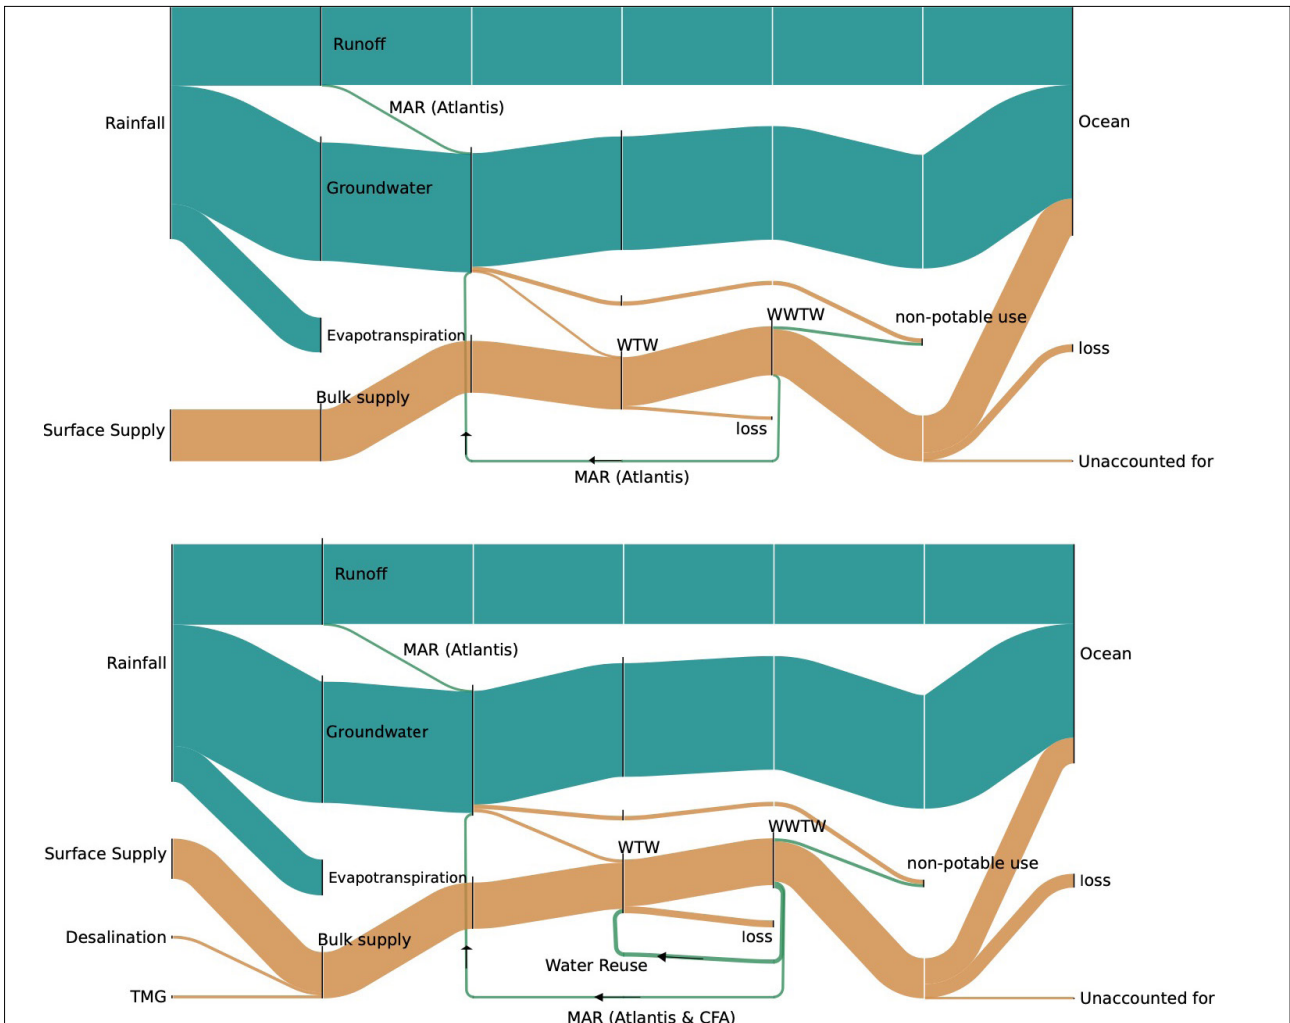 Runoff
MAR (Atlantis)
Rainfall
Ocean
Groundwater
WWTW
non-potable use
Evapotranspiration
WTW
loss
Bulk supply
loss
Surface Supply
Unaccounted for
MAR (Atlantis)
Runoff
MAR (Atlantis)
Rainfall
Ocean
Groundwater
WWTW
WTW
Surface Supply
non-potable use
Evapotranspiration
loss
Desalination
Bulk supply
loss
Water Reuse
TMG
Unaccounted for
MAR (Atlantis & CFA)